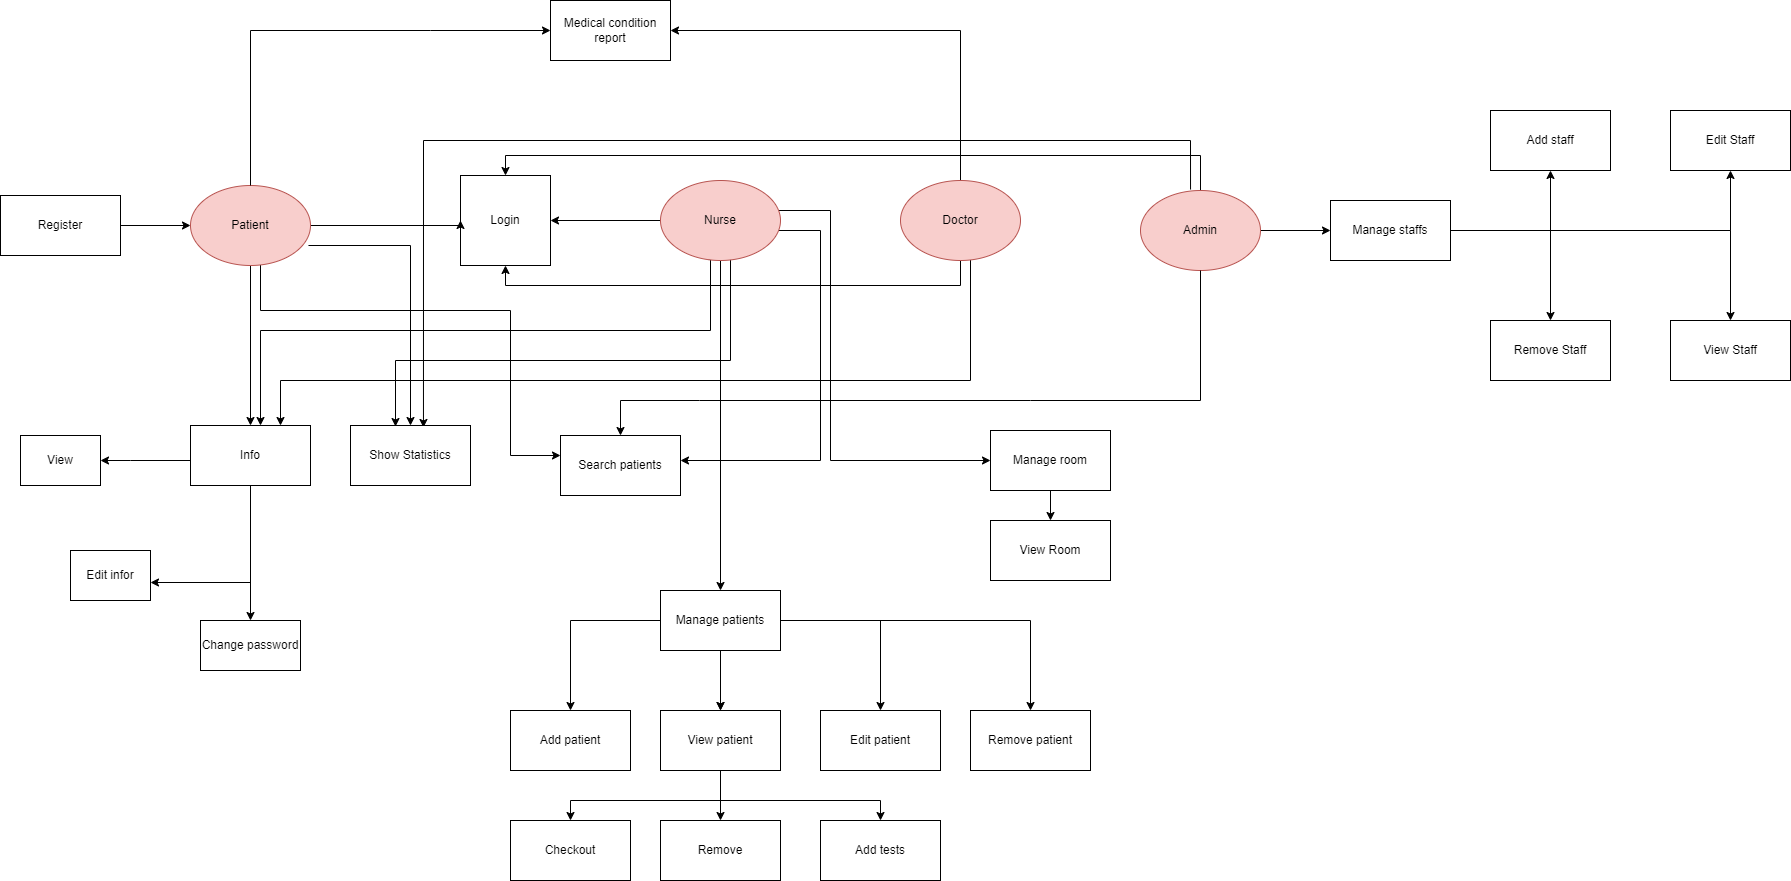 Medical condition
report
Add staff
Edit Staff
Register
Patient
Login
Nurse
Doctor
Admin
Manage staffs
Remove Staff
View Staff
View
Info
Show Statistics
Search patients
Manage room
View Room
Edit infor
Change password
Manage patients
Add patient
View patient
Edit patient
Remove patient
Checkout
Remove
Add tests